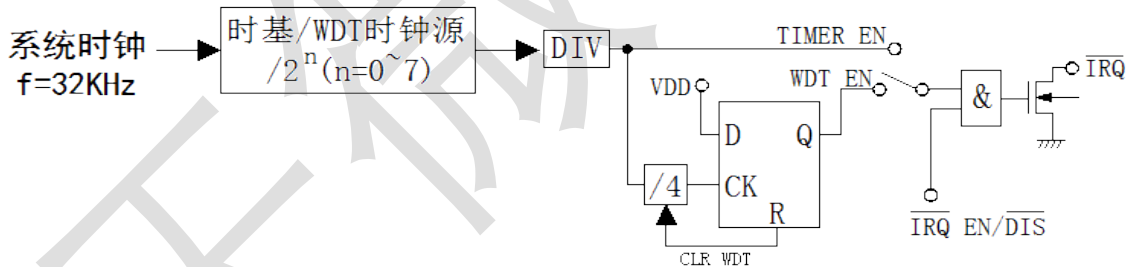 系统时钟
f=32KHz
时基/WDT时钟源
/2ⁿ(n=0~7)
DIV
TIMER EN
WDT EN
VDD
D
Q
CK
R
/4
CLR WDT
&
IRQ
IRQ EN/DIS